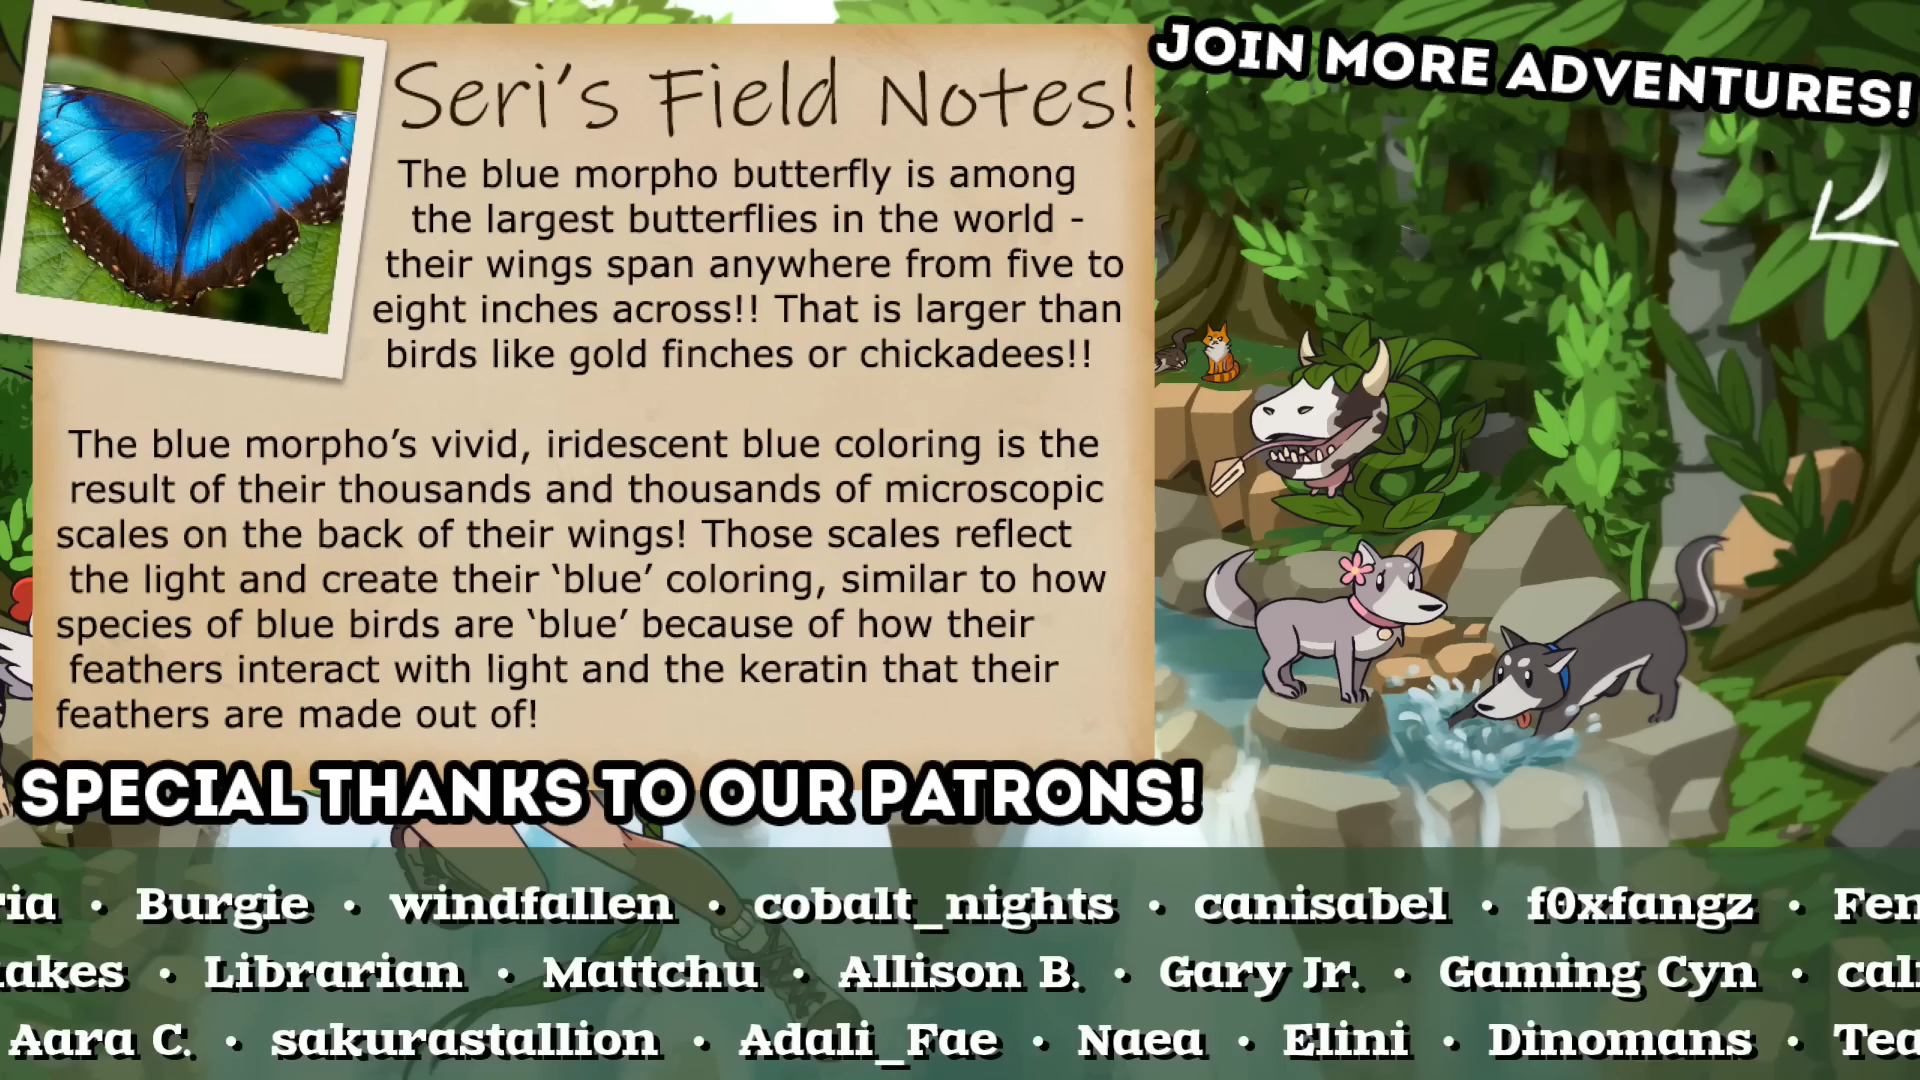 Seri's Field Notes!
The blue morpho butterfly is among
the largest butterflies in the world -
their wings span anywhere from five to
eight inches across!! That is larger than
birds like gold finches or chickadees!!
The blue morpho's vivid, iridescent blue coloring is the
result of their thousands and thousands of microscopic
scales on the back of their wings! Those scales reflect
the light and create their ‘blue’ coloring, similar to how
species of blue birds are ‘blue’ because of how their
feathers interact with light and the keratin that their
feathers are made out of!
JOIN MORE ADVENTURES!
SPECIAL THANKS TO OUR PATRONS!
ria • Burgie • windfallen • cobalt_nights • canisabel • f0xfangz • Fen
akes • Librarian • Mattchu • Allison B. • Gary Jr. • Gaming Cyn • cali
Aara C. • sakurastallion • Adali_Fae • Naea • Elini • Dinomans • Tea